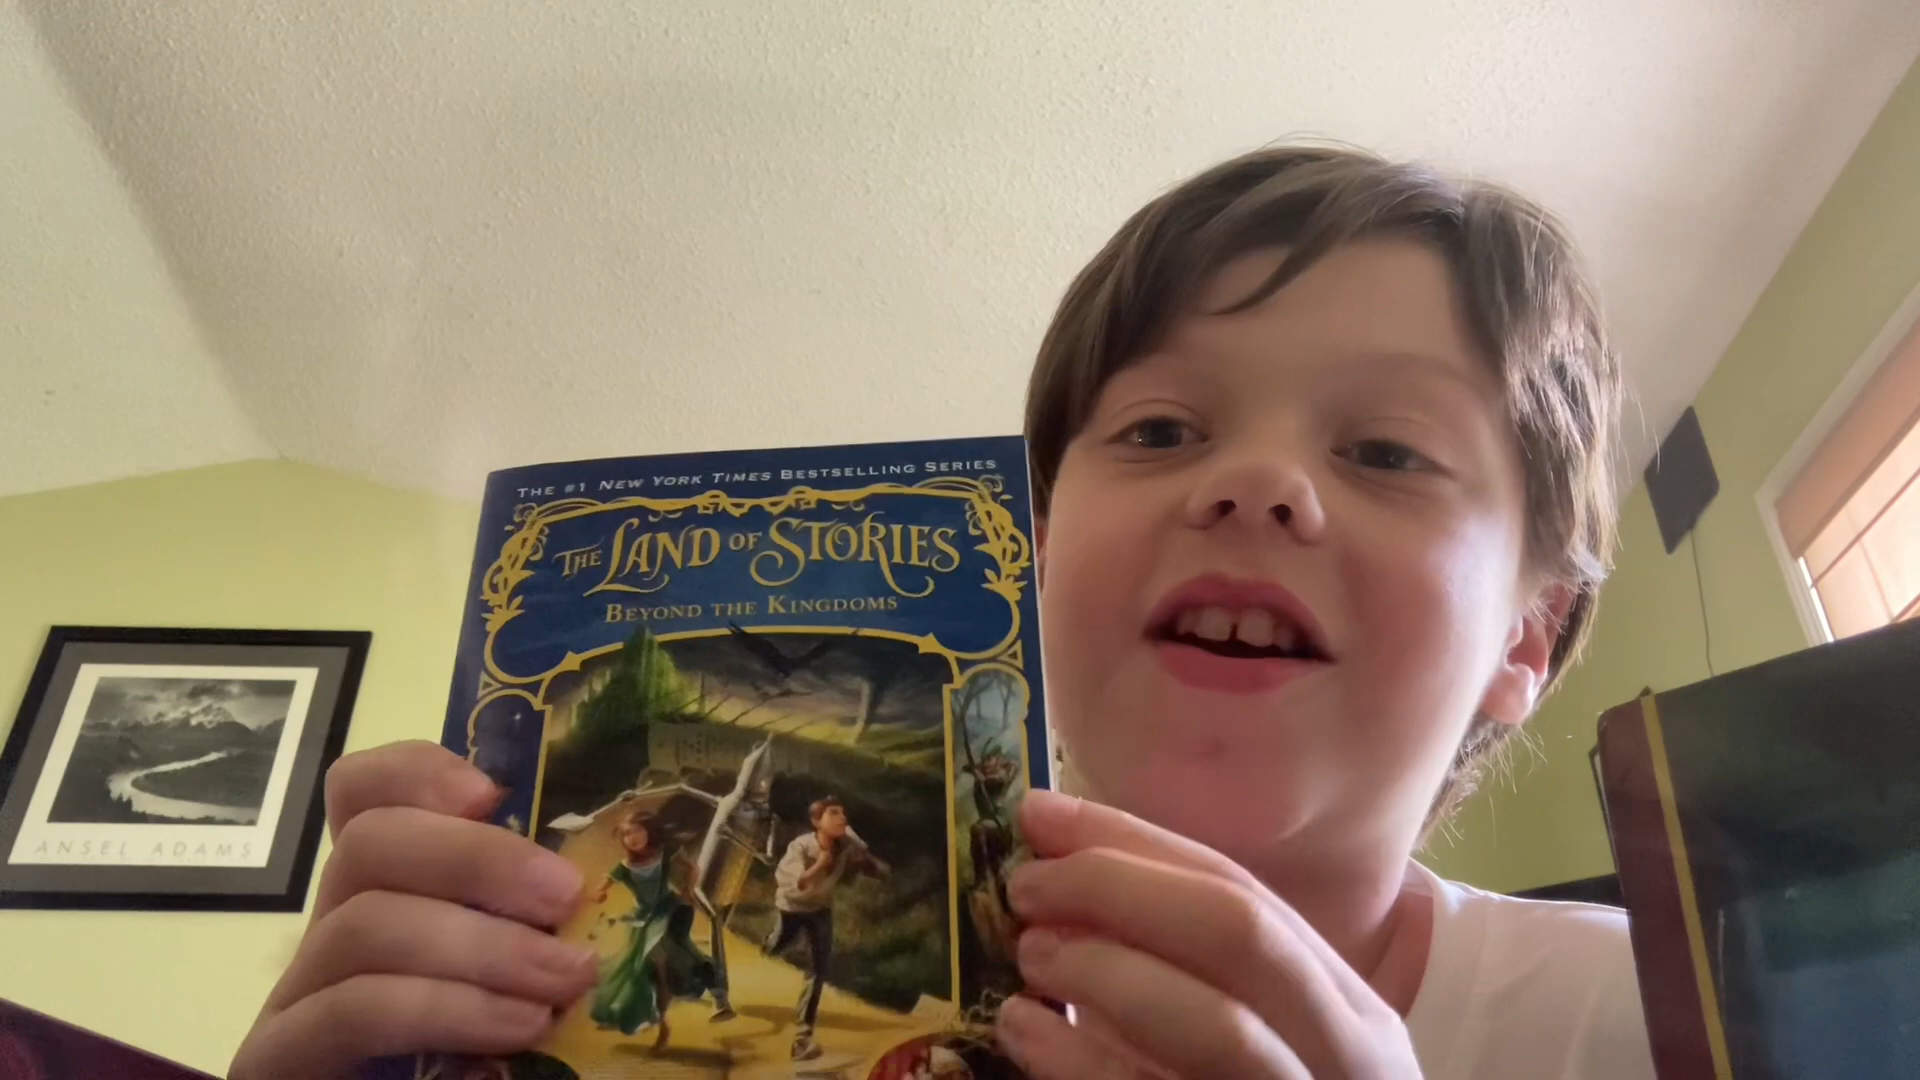 THE #1 NEW YORK TIMES BESTSELLING SERIES
THE LAND OF STORIES
BEYOND THE KINGDOMS
ANSEL ADAMS